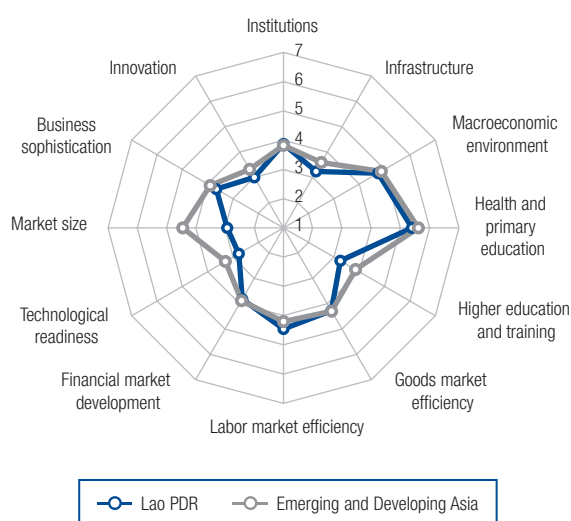 Institutions
7
6
5
4
3
2
1
Infrastructure
Macroeconomic
environment
Health and
primary
education
Higher education
and training
Goods market
efficiency
Labor market efficiency
Financial market
development
Technological
readiness
Market size
Business
sophistication
Innovation
Lao PDR
Emerging and Developing Asia